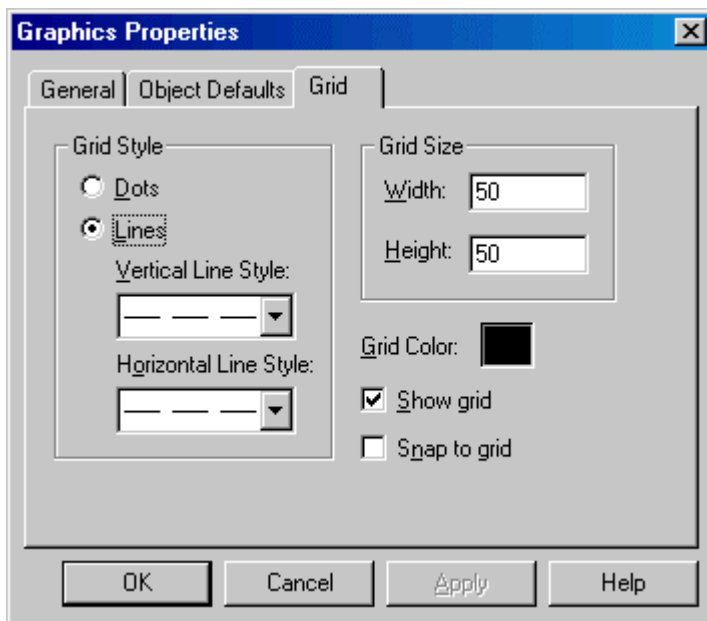 Graphics Properties
General Object Defaults Grid
Grid Style
Dots
Lines
Vertical Line Style:
Horizontal Line Style:
Grid Size
Width: 50
Height: 50
Grid Color:
Show grid
Snap to grid
OK Cancel Apply Help